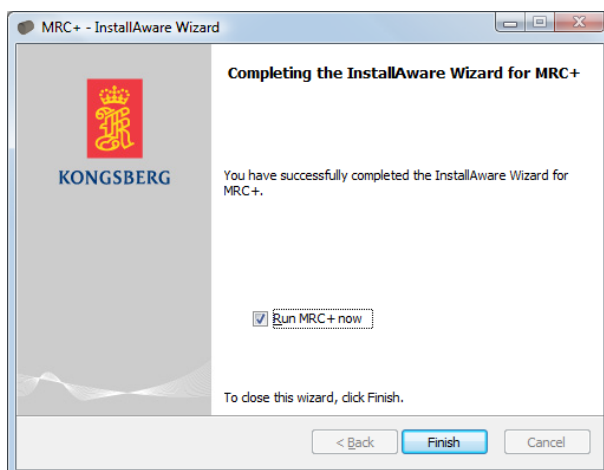 MRC+ - InstallAware Wizard
Completing the InstallAware Wizard for MRC+
KONGSBERG
You have successfully completed the InstallAware Wizard for
MRC+.
Run MRC+ now
To close this wizard, click Finish.
< Back
Finish
Cancel